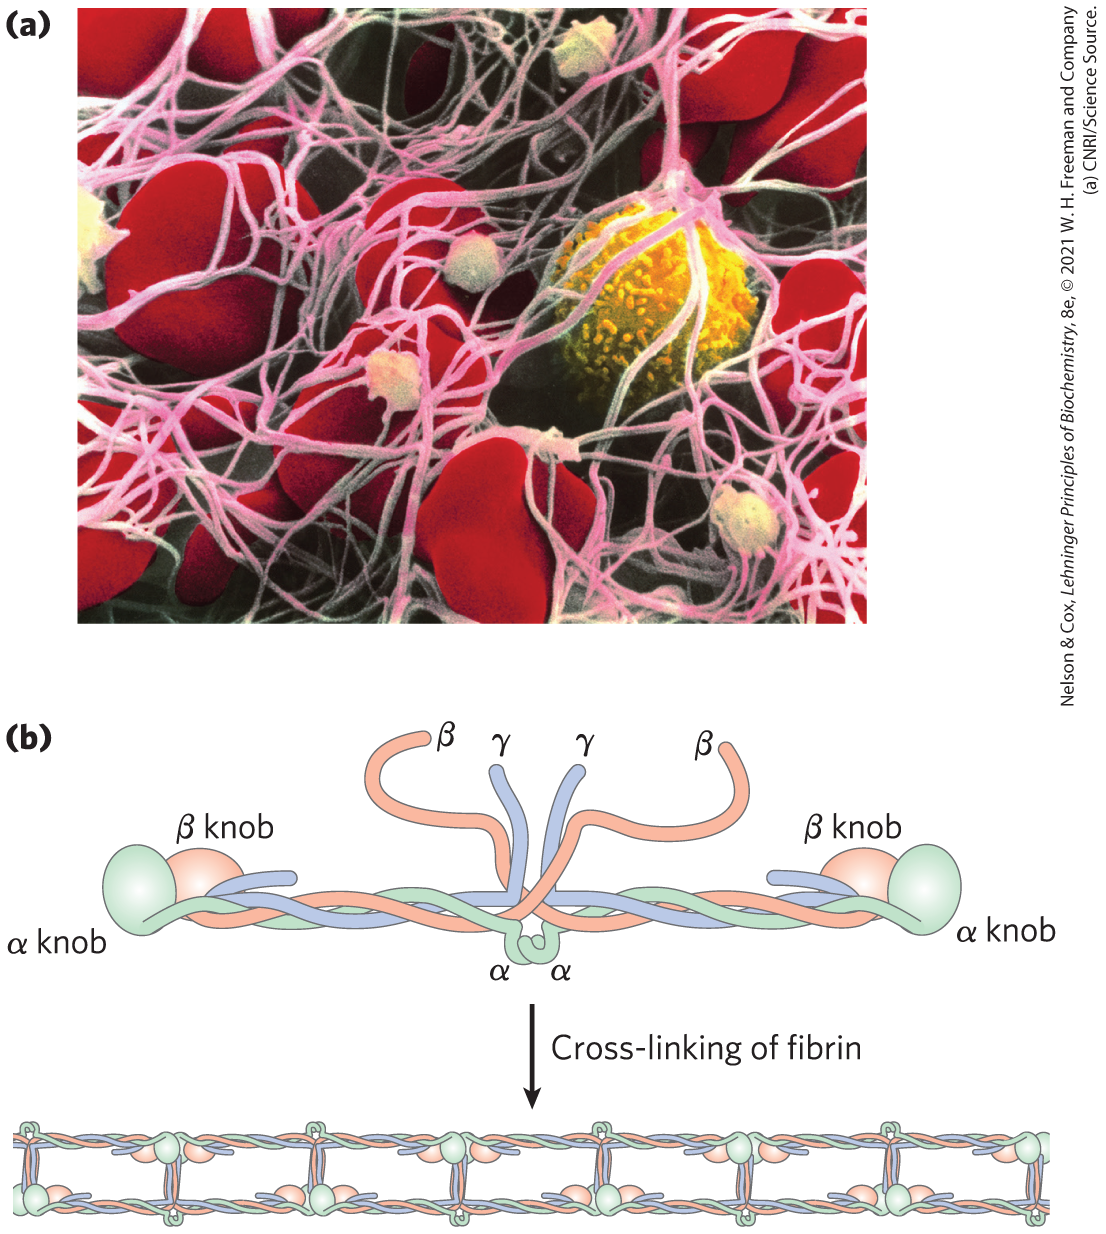 (a)
Nelson & Cox, Lehninger Principles of Biochemistry, 8e, © 2021 W. H. Freeman and Company
(a) CNRI/Science Source.
(b)
β γ γ β
β knob β knob
α knob α knob
α α
Cross-linking of fibrin